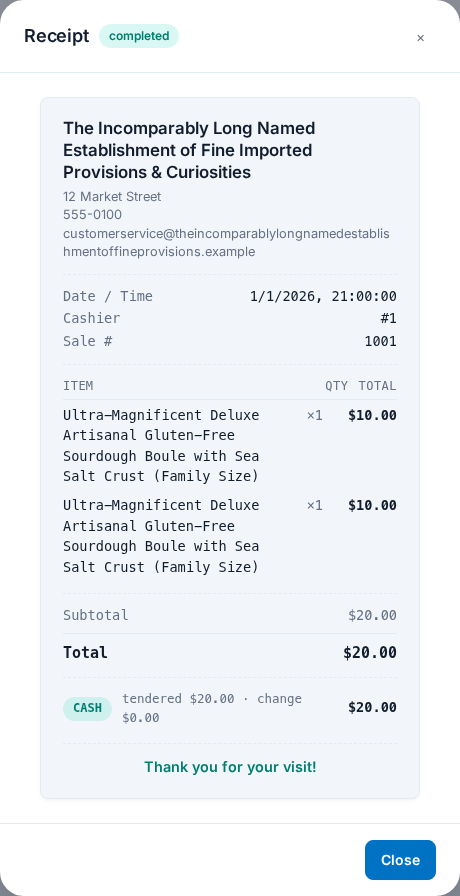 Receipt completed ×
The Incomparably Long Named
Establishment of Fine Imported
Provisions & Curiosities
12 Market Street
555-0100
customerservice@theincomparablylongnamedestablis
hmentoffineprovisions.example
Date / Time 1/1/2026, 21:00:00
Cashier #1
Sale # 1001
ITEM QTY TOTAL
Ultra–Magnificent Deluxe ×1 $10.00
Artisanal Gluten–Free
Sourdough Boule with Sea
Salt Crust (Family Size)
Ultra–Magnificent Deluxe ×1 $10.00
Artisanal Gluten–Free
Sourdough Boule with Sea
Salt Crust (Family Size)
Subtotal $20.00
Total $20.00
CASH tendered $20.00 · change $20.00
$0.00
Thank you for your visit!
Close